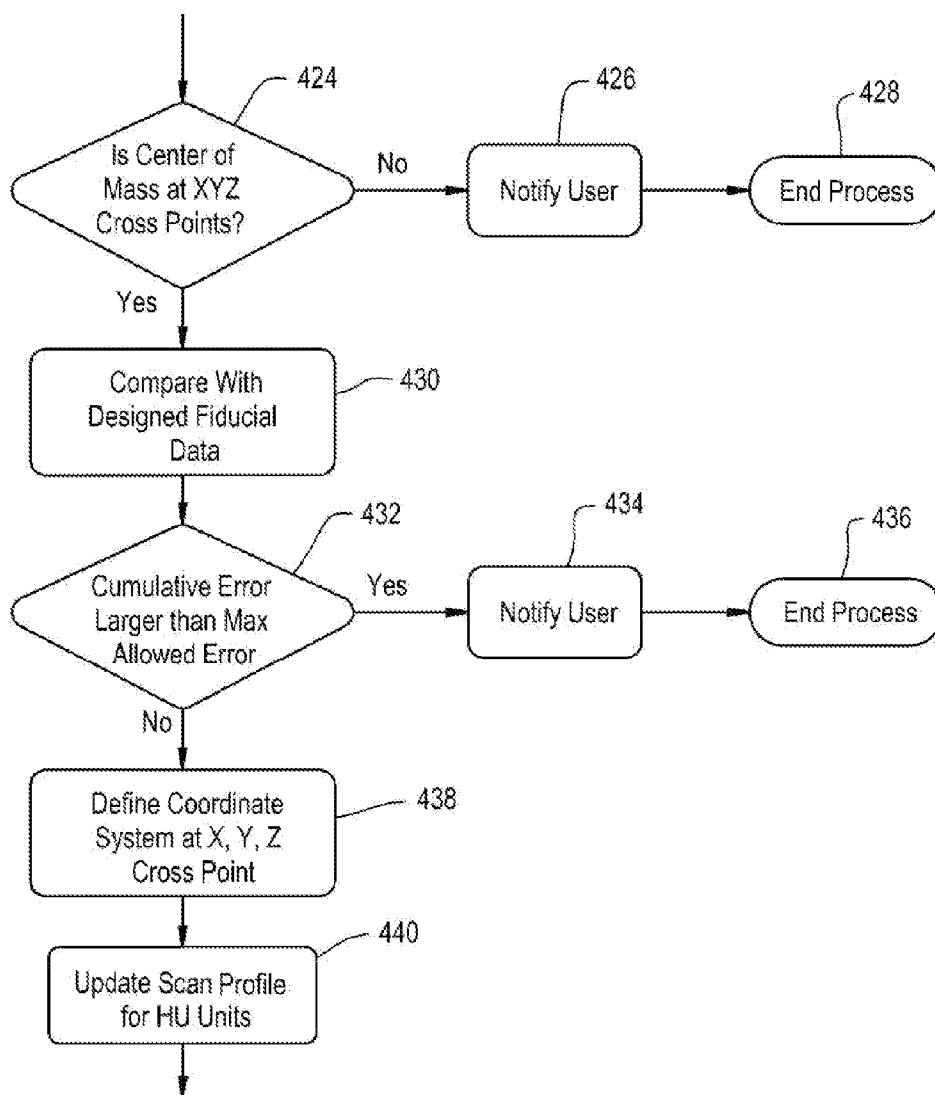 424
Is Center of
Mass at XYZ
Cross Points?
No
426
Notify User
428
End Process
Yes
430
Compare With
Designed Fiducial
Data
432
Cumulative Error
Larger than Max
Allowed Error
Yes
434
Notify User
436
End Process
No
438
Define Coordinate
System at X, Y, Z
Cross Point
440
Update Scan Profile
for HU Units